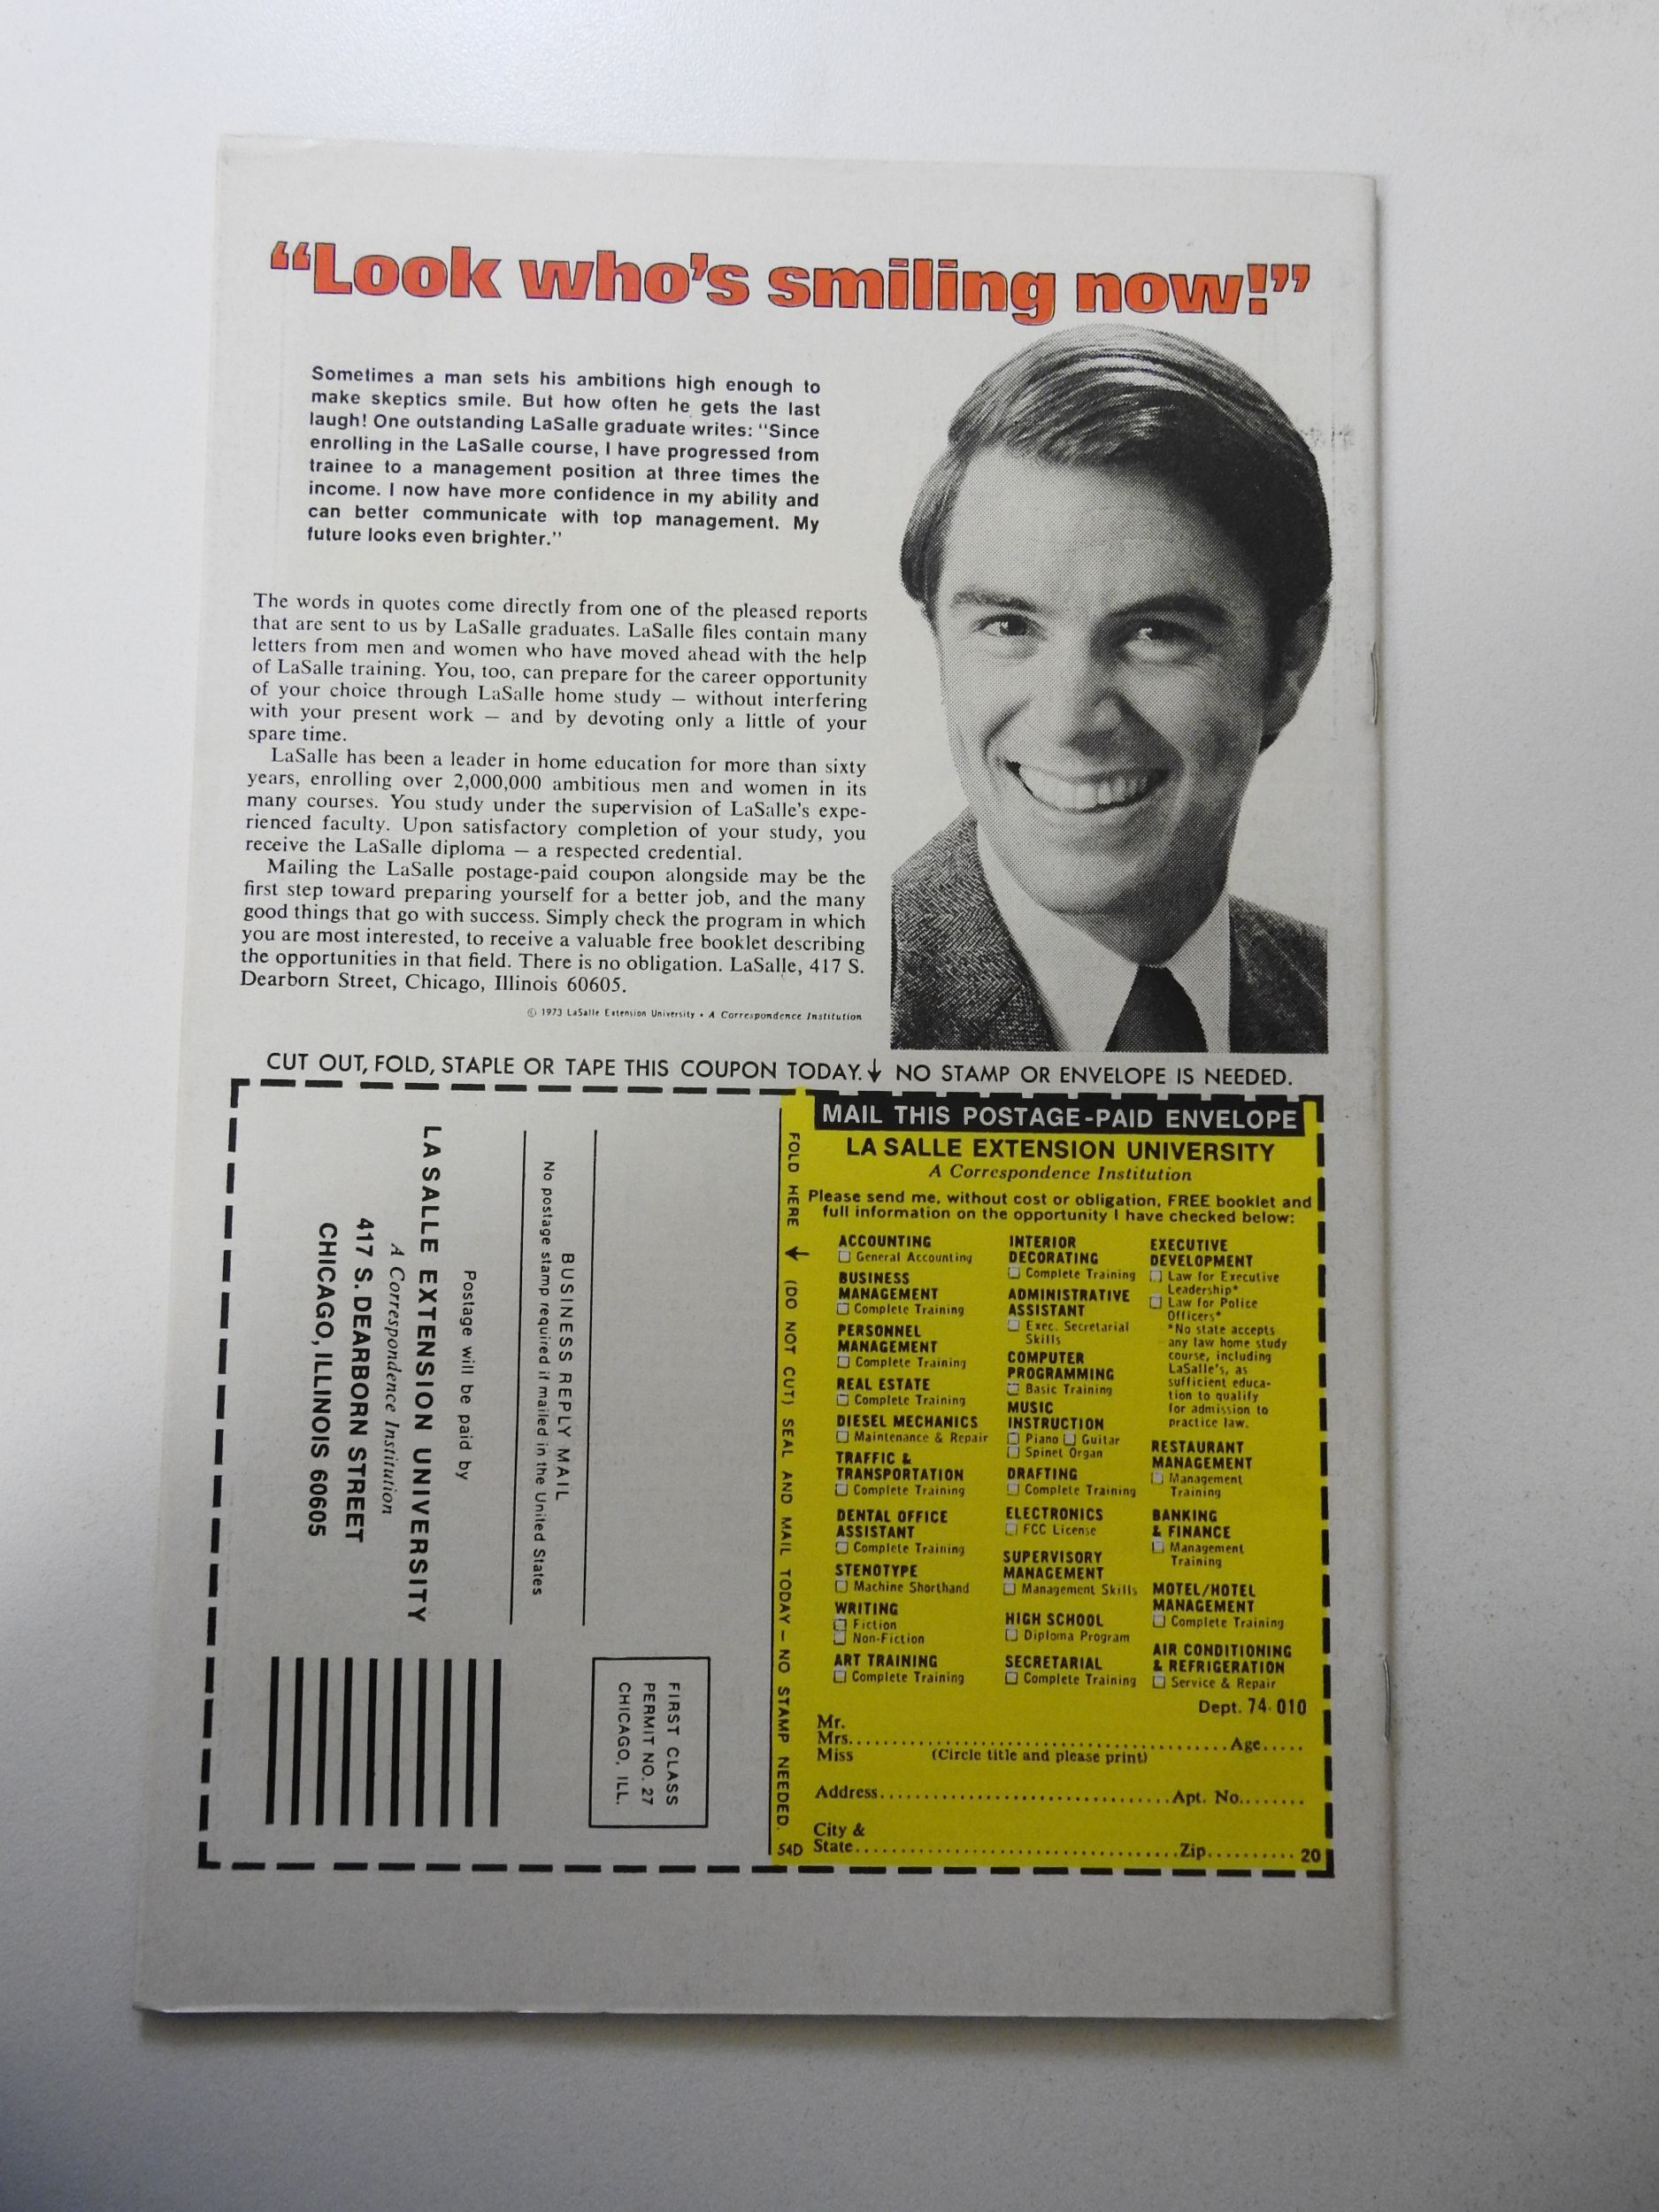 “Look who’s smiling now!”
Sometimes a man sets his ambitions high enough to
make skeptics smile. But how often he gets the last
laugh! One outstanding LaSalle graduate writes: “Since
enrolling in the LaSalle course, I have progressed from
trainee to a management position at three times the
income. I now have more confidence in my ability and
can better communicate with top management. My
future looks even brighter.”
The words in quotes come directly from one of the pleased reports
that are sent to us by LaSalle graduates. LaSalle files contain many
letters from men and women who have moved ahead with the help
of LaSalle training. You, too, can prepare for the career opportunity
of your choice through LaSalle home study — without interfering
with your present work — and by devoting only a little of your
spare time.
LaSalle has been a leader in home education for more than sixty
years, enrolling over 2,000,000 ambitious men and women in its
many courses. You study under the supervision of LaSalle’s expe-
rienced faculty. Upon satisfactory completion of your study, you
receive the LaSalle diploma — a respected credential.
Mailing the LaSalle postage-paid coupon alongside may be the
first step toward preparing yourself for a better job, and the many
good things that go with success. Simply check the program in which
you are most interested, to receive a valuable free booklet describing
the opportunities in that field. There is no obligation. LaSalle, 417 S.
Dearborn Street, Chicago, Illinois 60605.
© 1973 LaSalle Extension University • A Correspondence Institution
CUT OUT, FOLD, STAPLE OR TAPE THIS COUPON TODAY.↓ NO STAMP OR ENVELOPE IS NEEDED.
FIRST CLASS
PERMIT NO. 27
CHICAGO, ILL.
BUSINESS REPLY MAIL
No postage stamp required if mailed in the United States
Postage will be paid by
LA SALLE EXTENSION UNIVERSITY
A Correspondence Institution
417 S. DEARBORN STREET
CHICAGO, ILLINOIS 60605
FOLD HERE ↓ (DO NOT CUT) SEAL AND MAIL TODAY — NO STAMP NEEDED.
54D
MAIL THIS POSTAGE-PAID ENVELOPE
LA SALLE EXTENSION UNIVERSITY
A Correspondence Institution
Please send me, without cost or obligation, FREE booklet and
full information on the opportunity I have checked below:
ACCOUNTING
☐ General Accounting
BUSINESS
MANAGEMENT
☐ Complete Training
PERSONNEL
MANAGEMENT
☐ Complete Training
REAL ESTATE
☐ Complete Training
DIESEL MECHANICS
☐ Maintenance & Repair
TRAFFIC &
TRANSPORTATION
☐ Complete Training
DENTAL OFFICE
ASSISTANT
☐ Complete Training
STENOTYPE
☐ Machine Shorthand
WRITING
☐ Fiction
☐ Non-Fiction
ART TRAINING
☐ Complete Training
INTERIOR
DECORATING
☐ Complete Training
ADMINISTRATIVE
ASSISTANT
☐ Exec. Secretarial
Skills
COMPUTER
PROGRAMMING
☐ Basic Training
MUSIC
INSTRUCTION
☐ Piano ☐ Guitar
☐ Spinet Organ
DRAFTING
☐ Complete Training
ELECTRONICS
☐ FCC License
SUPERVISORY
MANAGEMENT
☐ Management Skills
HIGH SCHOOL
☐ Diploma Program
SECRETARIAL
☐ Complete Training
EXECUTIVE
DEVELOPMENT
☐ Law for Executive
Leadership*
☐ Law for Police
Officers*
*No state accepts
any law home study
course, including
LaSalle’s, as
sufficient educa-
tion to qualify
for admission to
practice law.
RESTAURANT
MANAGEMENT
☐ Management
Training
BANKING
& FINANCE
☐ Management
Training
MOTEL/HOTEL
MANAGEMENT
☐ Complete Training
AIR CONDITIONING
& REFRIGERATION
☐ Service & Repair
Dept. 74-010
Mr.
Mrs. Age
Miss (Circle title and please print)
Address Apt. No.
City &
State Zip 20